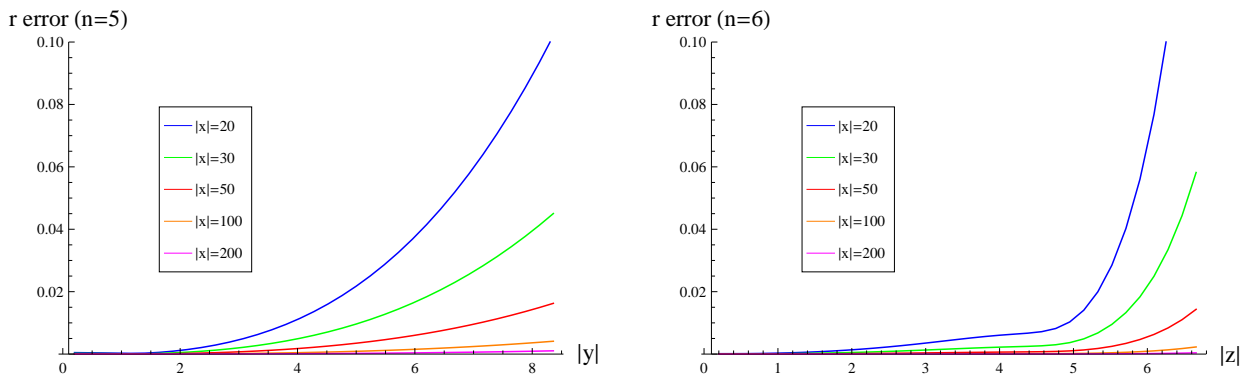 r error (n=5)
0.10
0.08
0.06
0.04
0.02
0
2
4
6
8
|y|
|x|=20
|x|=30
|x|=50
|x|=100
|x|=200
r error (n=6)
0.10
0.08
0.06
0.04
0.02
0
1
2
3
4
5
6
|z|
|x|=20
|x|=30
|x|=50
|x|=100
|x|=200